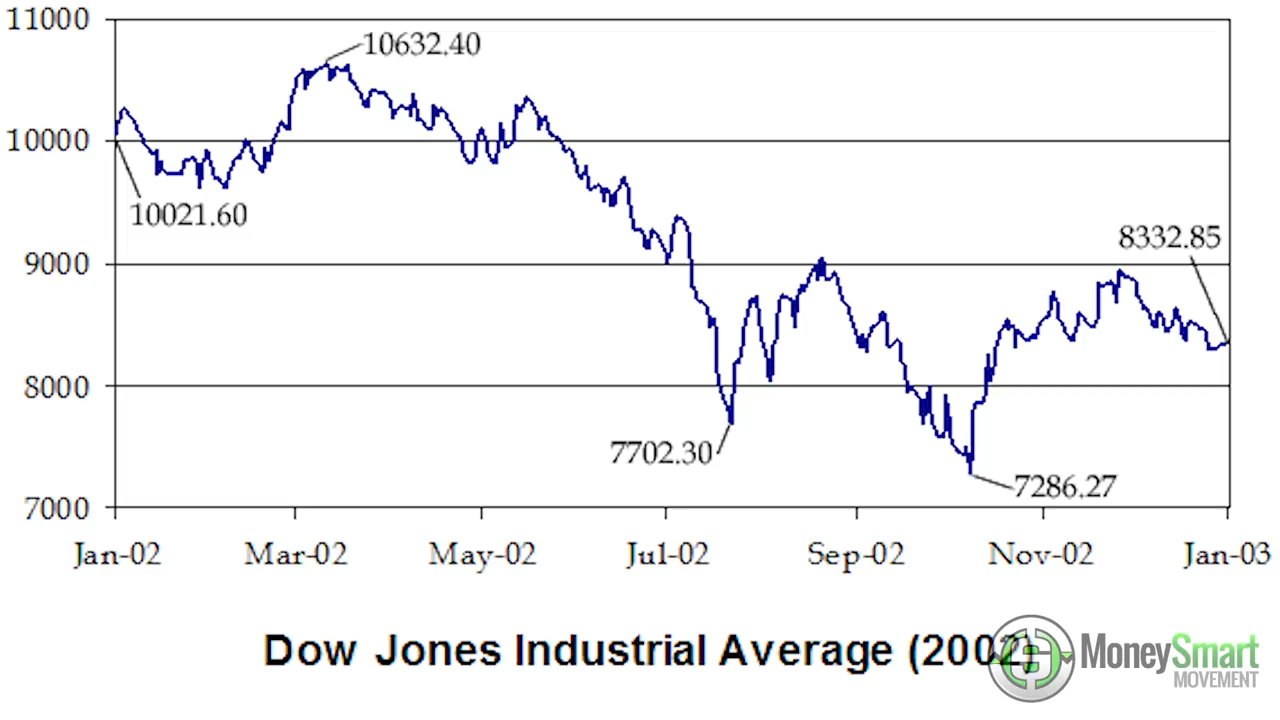 11000
10632.40
10000
10021.60
9000
8332.85
8000
7702.30
7286.27
7000
Jan-02 Mar-02 May-02 Jul-02 Sep-02 Nov-02 Jan-03
Dow Jones Industrial Average (2002)
MoneySmart
MOVEMENT